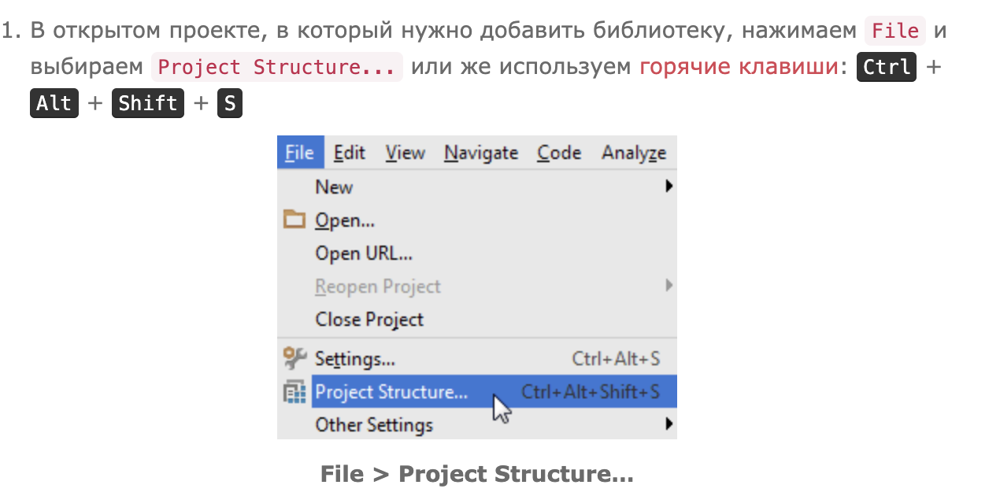 1. В открытом проекте, в который нужно добавить библиотеку, нажимаем File и
выбираем Project Structure... или же используем горячие клавиши: Ctrl +
Alt + Shift + S
File Edit View Navigate Code Analyze
New
Open...
Open URL...
Reopen Project
Close Project
Settings... Ctrl+Alt+S
Project Structure... Ctrl+Alt+Shift+S
Other Settings
File > Project Structure...